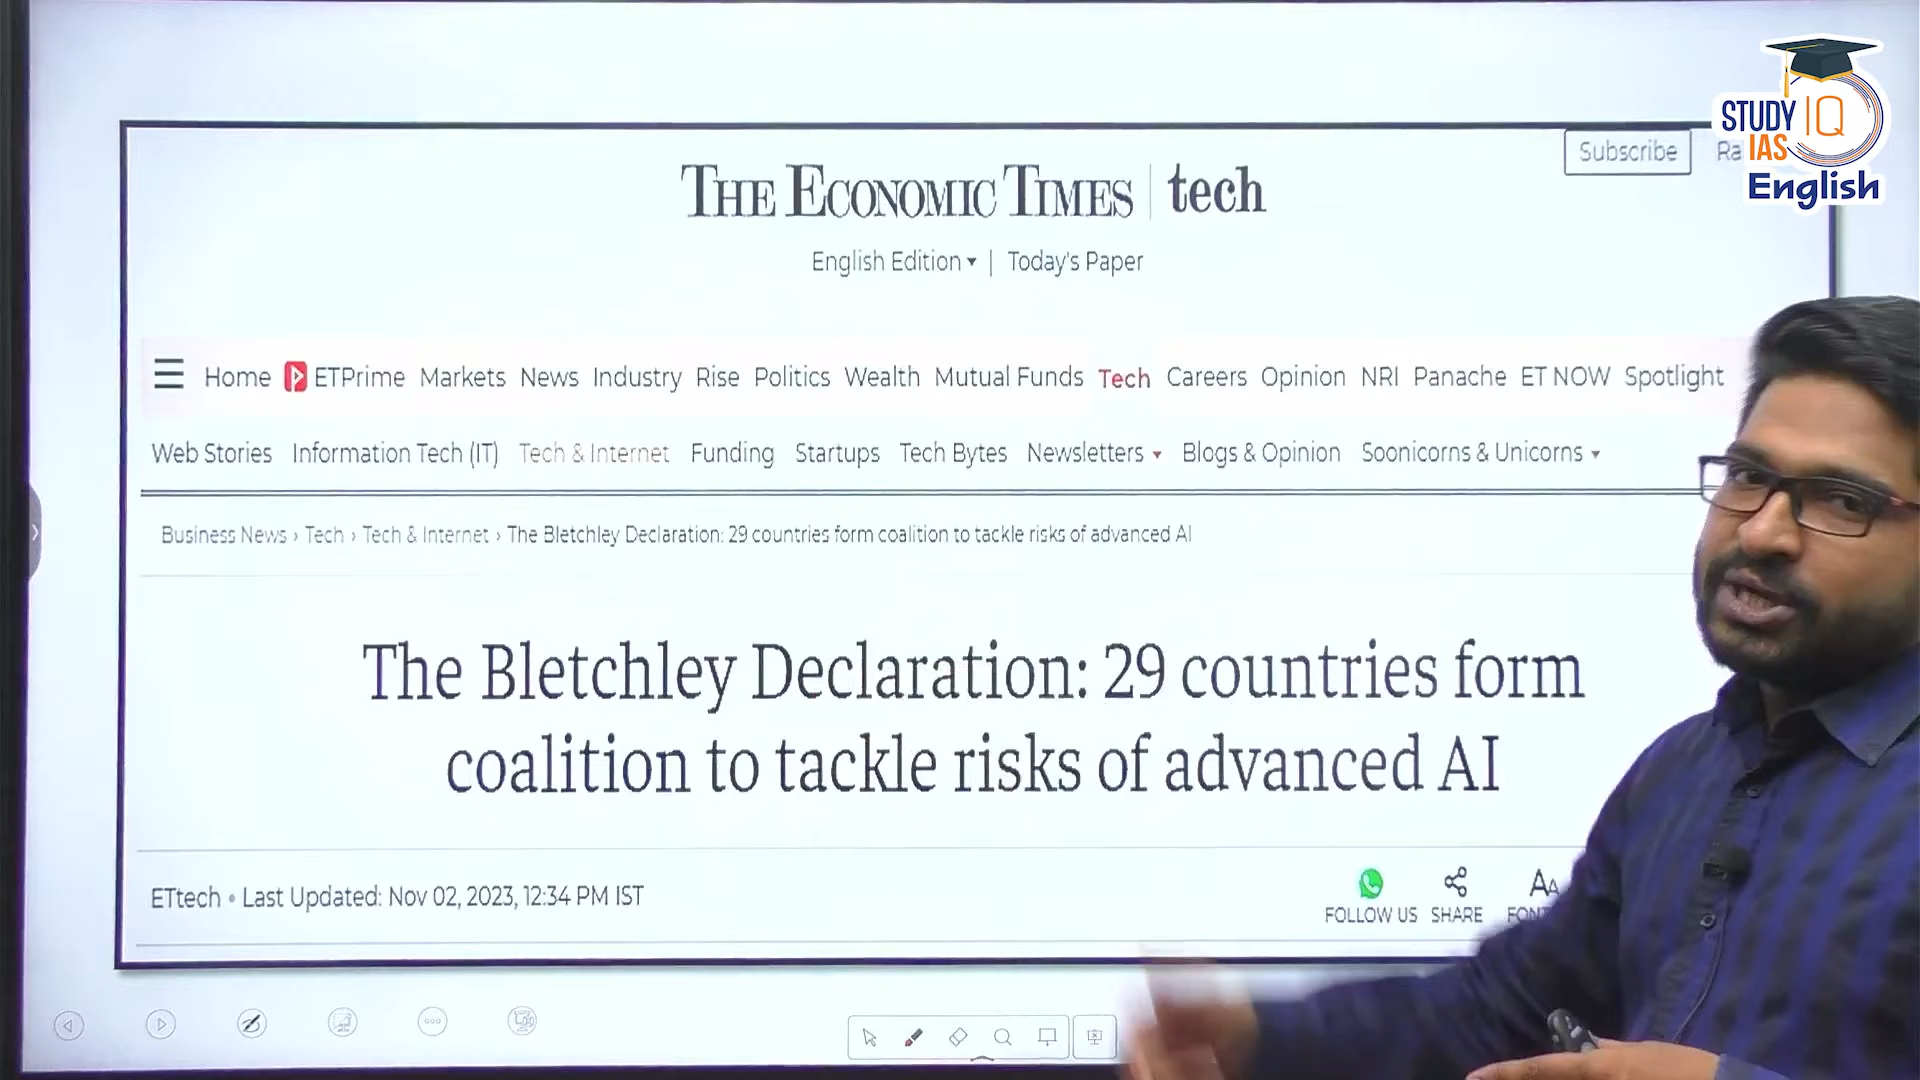 STUDY IQ
IAS
English
Subscribe
THE ECONOMIC TIMES | tech
English Edition | Today's Paper
Home ETPrime Markets News Industry Rise Politics Wealth Mutual Funds Tech Careers Opinion NRI Panache ET NOW Spotlight
Web Stories Information Tech (IT) Tech & Internet Funding Startups Tech Bytes Newsletters Blogs & Opinion Soonicorns & Unicorns
Business News › Tech › Tech & Internet › The Bletchley Declaration: 29 countries form coalition to tackle risks of advanced AI
The Bletchley Declaration: 29 countries form
coalition to tackle risks of advanced AI
ETtech • Last Updated: Nov 02, 2023, 12:34 PM IST
FOLLOW US SHARE